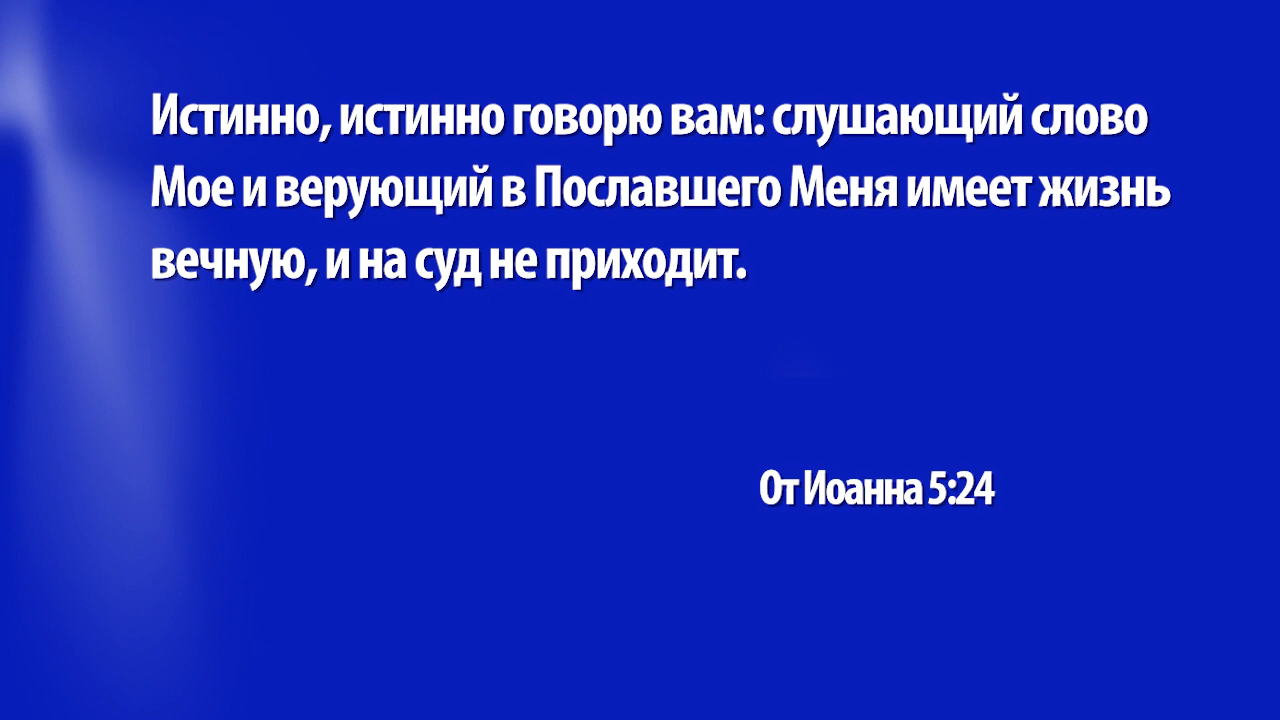 Истинно, истинно говорю вам: слушающий слово
Мое и верующий в Пославшего Меня имеет жизнь
вечную, и на суд не приходит.
От Иоанна 5:24